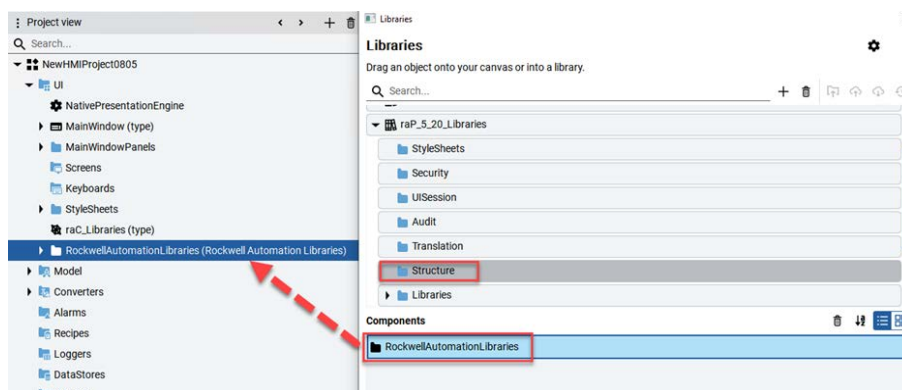 Project view
Search...
NewHMIProject0805
UI
NativePresentationEngine
MainWindow (type)
MainWindowPanels
Screens
Keyboards
StyleSheets
raC_Libraries (type)
RockwellAutomationLibraries (Rockwell Automation Libraries)
Model
Converters
Alarms
Recipes
Loggers
DataStores
Libraries
Libraries
Drag an object onto your canvas or into a library.
Search...
raP_5_20_Libraries
StyleSheets
Security
UISession
Audit
Translation
Structure
Libraries
Components
RockwellAutomationLibraries